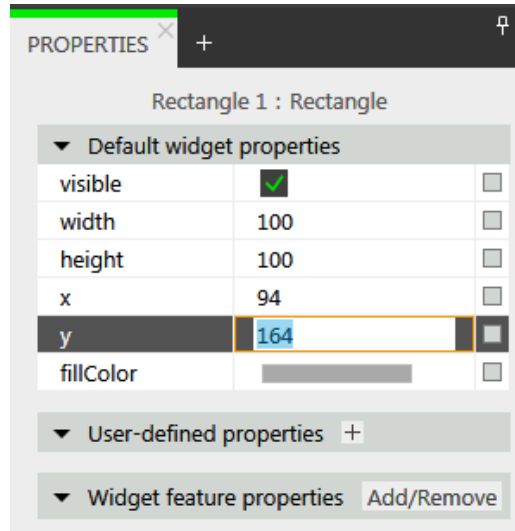 PROPERTIES × +
Rectangle 1 : Rectangle
Default widget properties
visible
width 100
height 100
x 94
y 164
fillColor
User-defined properties +
Widget feature properties Add/Remove